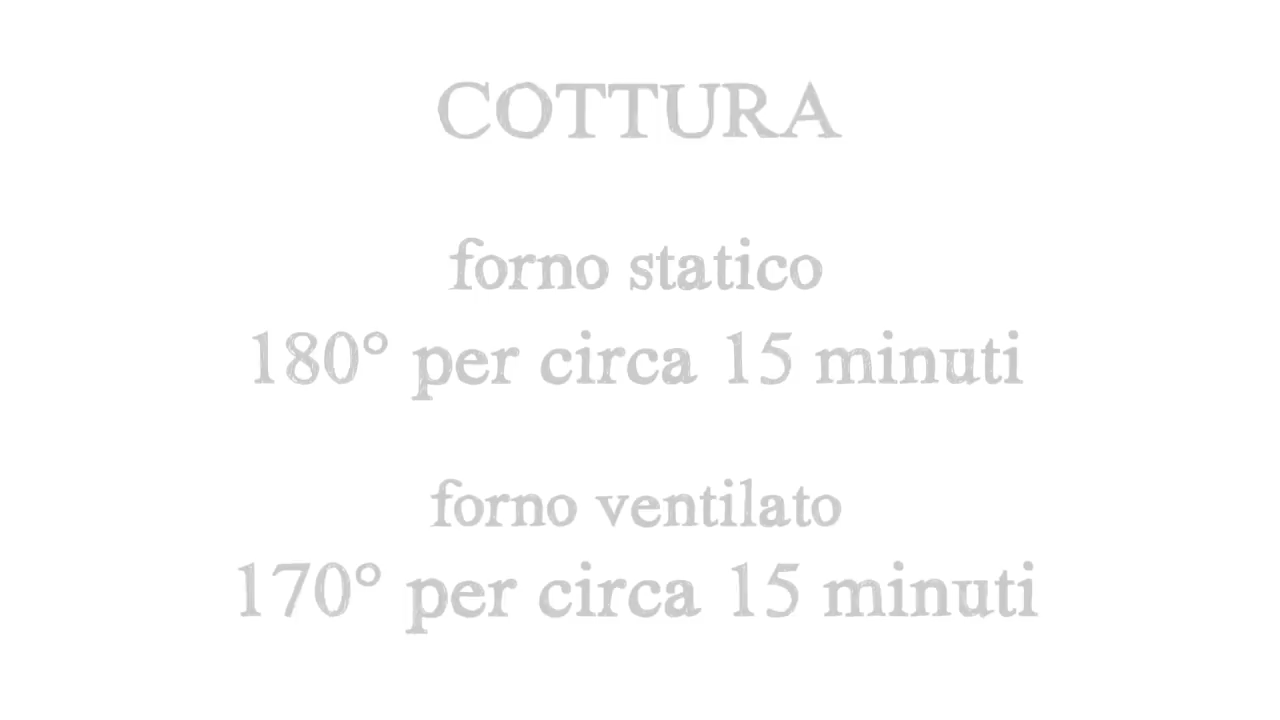 COTTURA
forno statico
180° per circa 15 minuti
forno ventilato
170° per circa 15 minuti